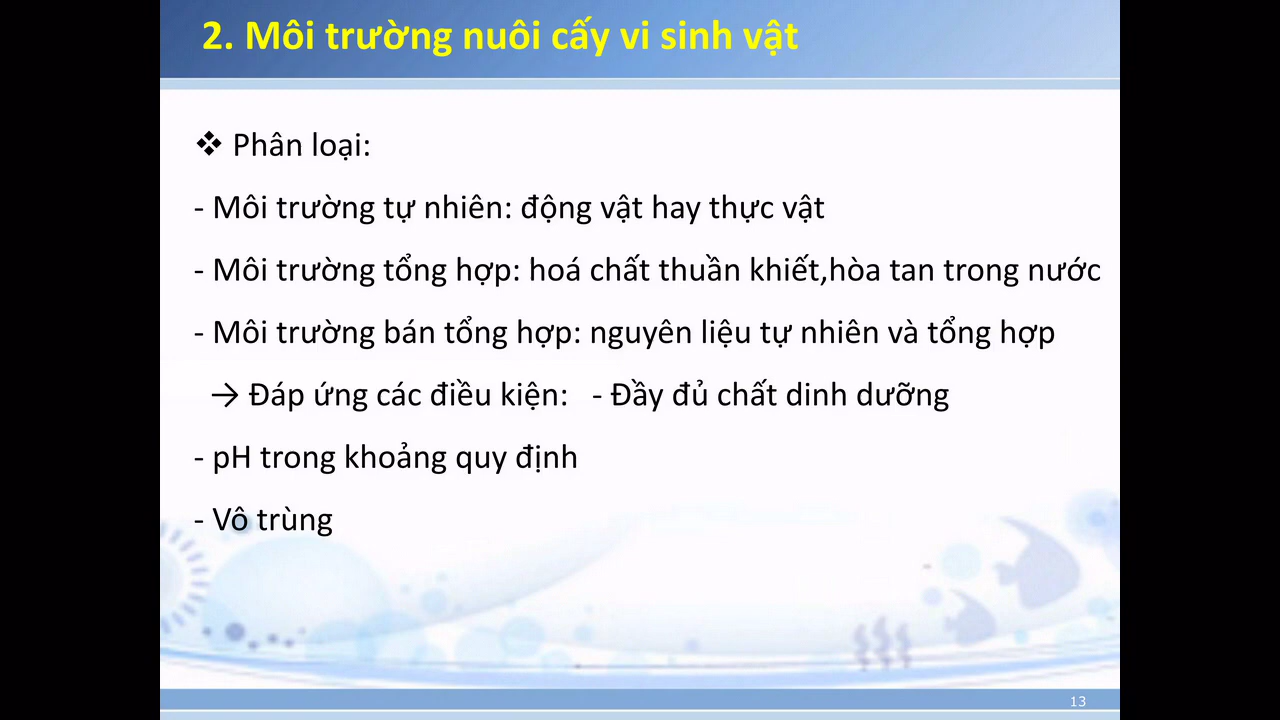 2. Môi trường nuôi cấy vi sinh vật
❖ Phân loại:
- Môi trường tự nhiên: động vật hay thực vật
- Môi trường tổng hợp: hoá chất thuần khiết,hòa tan trong nước
- Môi trường bán tổng hợp: nguyên liệu tự nhiên và tổng hợp
→ Đáp ứng các điều kiện: - Đầy đủ chất dinh dưỡng
- pH trong khoảng quy định
- Vô trùng
13